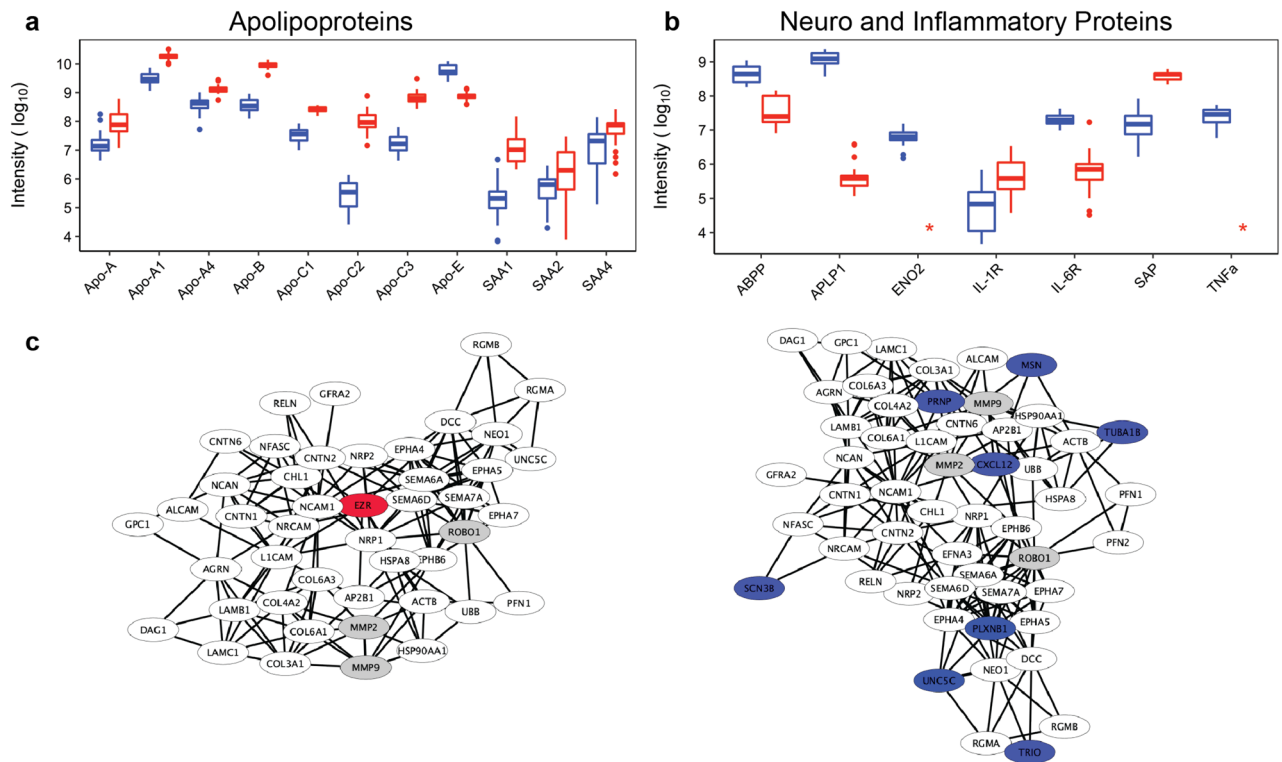 a Apolipoproteins
Intensity ( log10)
10
9
8
7
6
5
4
Apo-A Apo-A1 Apo-A4 Apo-B Apo-C1 Apo-C2 Apo-C3 Apo-E SAA1 SAA2 SAA4
b Neuro and Inflammatory Proteins
Intensity ( log10)
9
8
7
6
5
4
* *
ABPP APLP1 ENO2 IL-1R IL-6R SAP TNFa
c
RGMB
RGMA
GFRA2
RELN
DCC
NEO1
CNTN6
NFASC
EPHA4
NRP2
CNTN2
UNC5C
EPHA5
CHL1
SEMA6A
NCAN
SEMA6D
SEMA7A
EZR
NCAM1
ALCAM
EPHA7
CNTN1
GPC1
NRCAM
ROBO1
NRP1
L1CAM
HSPA8
EPHB6
AGRN
COL6A3
AP2B1
COL4A2
ACTB
PFN1
LAMB1
UBB
MMP2
DAG1
COL6A1
HSP90AA1
LAMC1
COL3A1
MMP9
DAG1
GPC1
LAMC1
ALCAM
MSN
COL3A1
COL6A3
AGRN
PRNP
MMP9
COL4A2
HSP90AA1
CNTN6
LAMB1
AP2B1
TUBA1B
COL6A1
L1CAM
ACTB
NCAN
MMP2
CXCL12
UBB
GFRA2
NCAM1
HSPA8
PFN1
CNTN1
CHL1
NRP1
NFASC
EPHB6
CNTN2
PFN2
NRCAM
EFNA3
ROBO1
SEMA6A
RELN
SCN3B
NRP2
SEMA6D
SEMA7A
EPHA7
EPHA4
EPHA5
PLXNB1
DCC
NEO1
UNC5C
RGMB
RGMA
TRIO